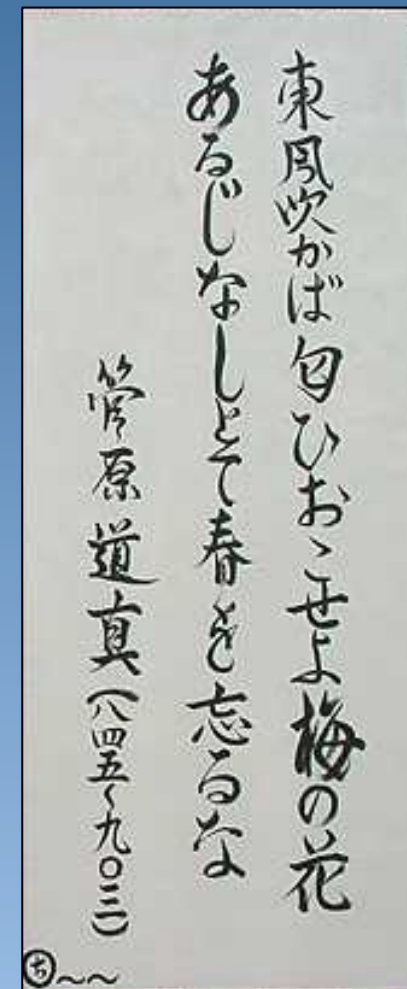 東風吹かば匂ひおこせよ梅の花
あるじなしとて春を忘るな
菅原道真(八四五〜九〇三)
ち〜〜